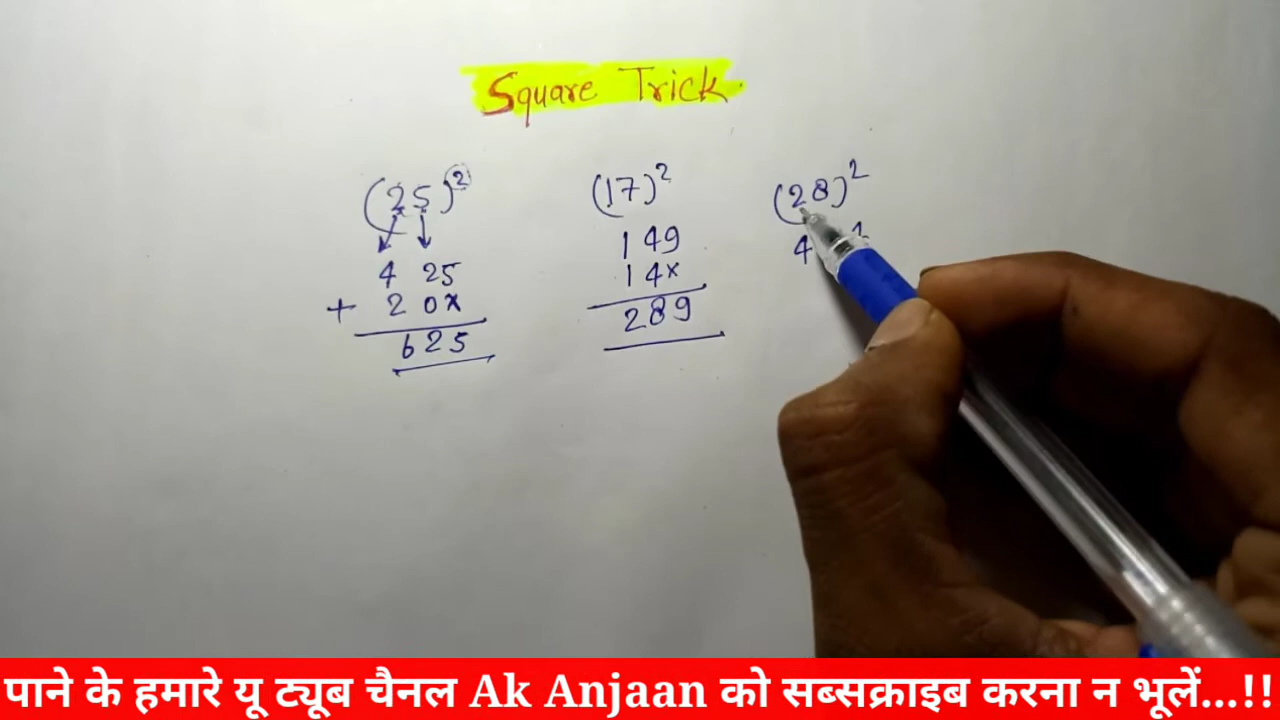 Square Trick.
(25)²
4 25
+ 2 0x
625
(17)²
149
14x
289
(28)²
4
पाने के हमारे यू ट्यूब चैनल Ak Anjaan को सब्सक्राइब करना न भूलें...!!